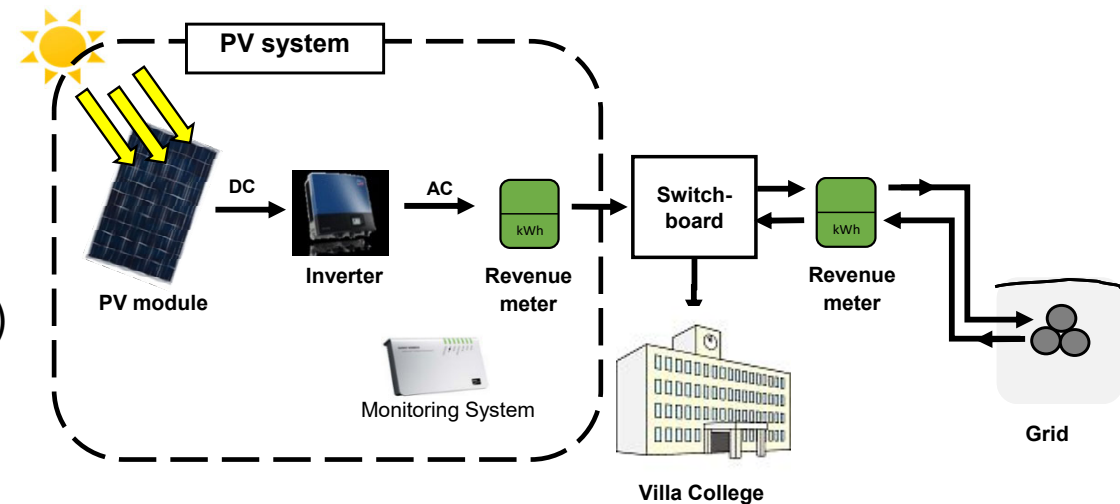 PV system
DC
AC
kWh
Switch-
board
kWh
PV module
Inverter
Revenue
meter
Revenue
meter
)
Monitoring System
Grid
Villa College